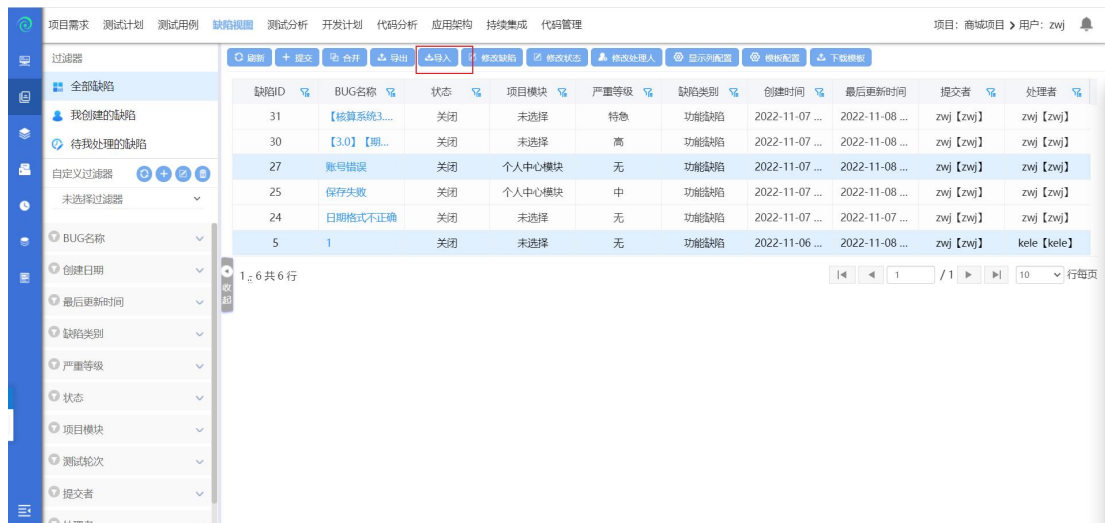 项目需求 测试计划 测试用例 缺陷视图 测试分析 开发计划 代码分析 应用架构 持续集成 代码管理 项目：商城项目 用户：zwj
过滤器
刷新 提交 合并 导出 导入 修改缺陷 修改状态 修改处理人 显示列配置 模板配置 下载模板
全部缺陷
我创建的缺陷
待我处理的缺陷
自定义过滤器
未选择过滤器
BUG名称
创建日期
最后更新时间
缺陷类别
严重等级
状态
项目模块
测试轮次
提交者
收起
缺陷ID BUG名称 状态 项目模块 严重等级 缺陷类别 创建时间 最后更新时间 提交者 处理者
31 【核算系统3.... 关闭 未选择 特急 功能缺陷 2022-11-07 ... 2022-11-08 ... zwj【zwj】 zwj【zwj】
30 【3.0】【期... 关闭 未选择 高 功能缺陷 2022-11-07 ... 2022-11-08 ... zwj【zwj】 zwj【zwj】
27 账号错误 关闭 个人中心模块 无 功能缺陷 2022-11-07 ... 2022-11-08 ... zwj【zwj】 zwj【zwj】
25 保存失败 关闭 个人中心模块 中 功能缺陷 2022-11-07 ... 2022-11-08 ... zwj【zwj】 zwj【zwj】
24 日期格式不正确 关闭 未选择 无 功能缺陷 2022-11-07 ... 2022-11-07 ... zwj【zwj】 zwj【zwj】
5 1 关闭 未选择 无 功能缺陷 2022-11-06 ... 2022-11-08 ... zwj【zwj】 kele【kele】
1 - 6 共 6 行 1 / 1 10 行每页